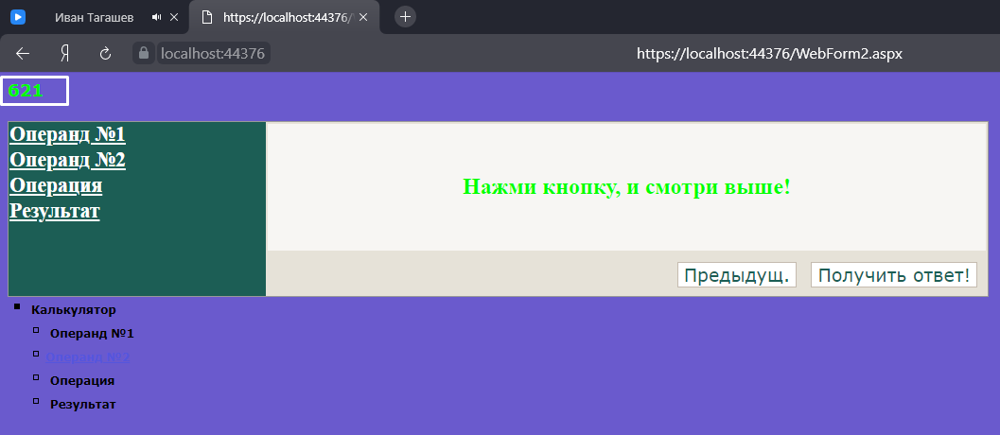 Иван Тагашев
https://localhost:44376/
localhost:44376
https://localhost:44376/WebForm2.aspx
621
Операнд №1
Операнд №2
Операция
Результат
Нажми кнопку, и смотри выше!
Предыдущ.
Получить ответ!
Калькулятор
Операнд №1
Операнд №2
Операция
Результат